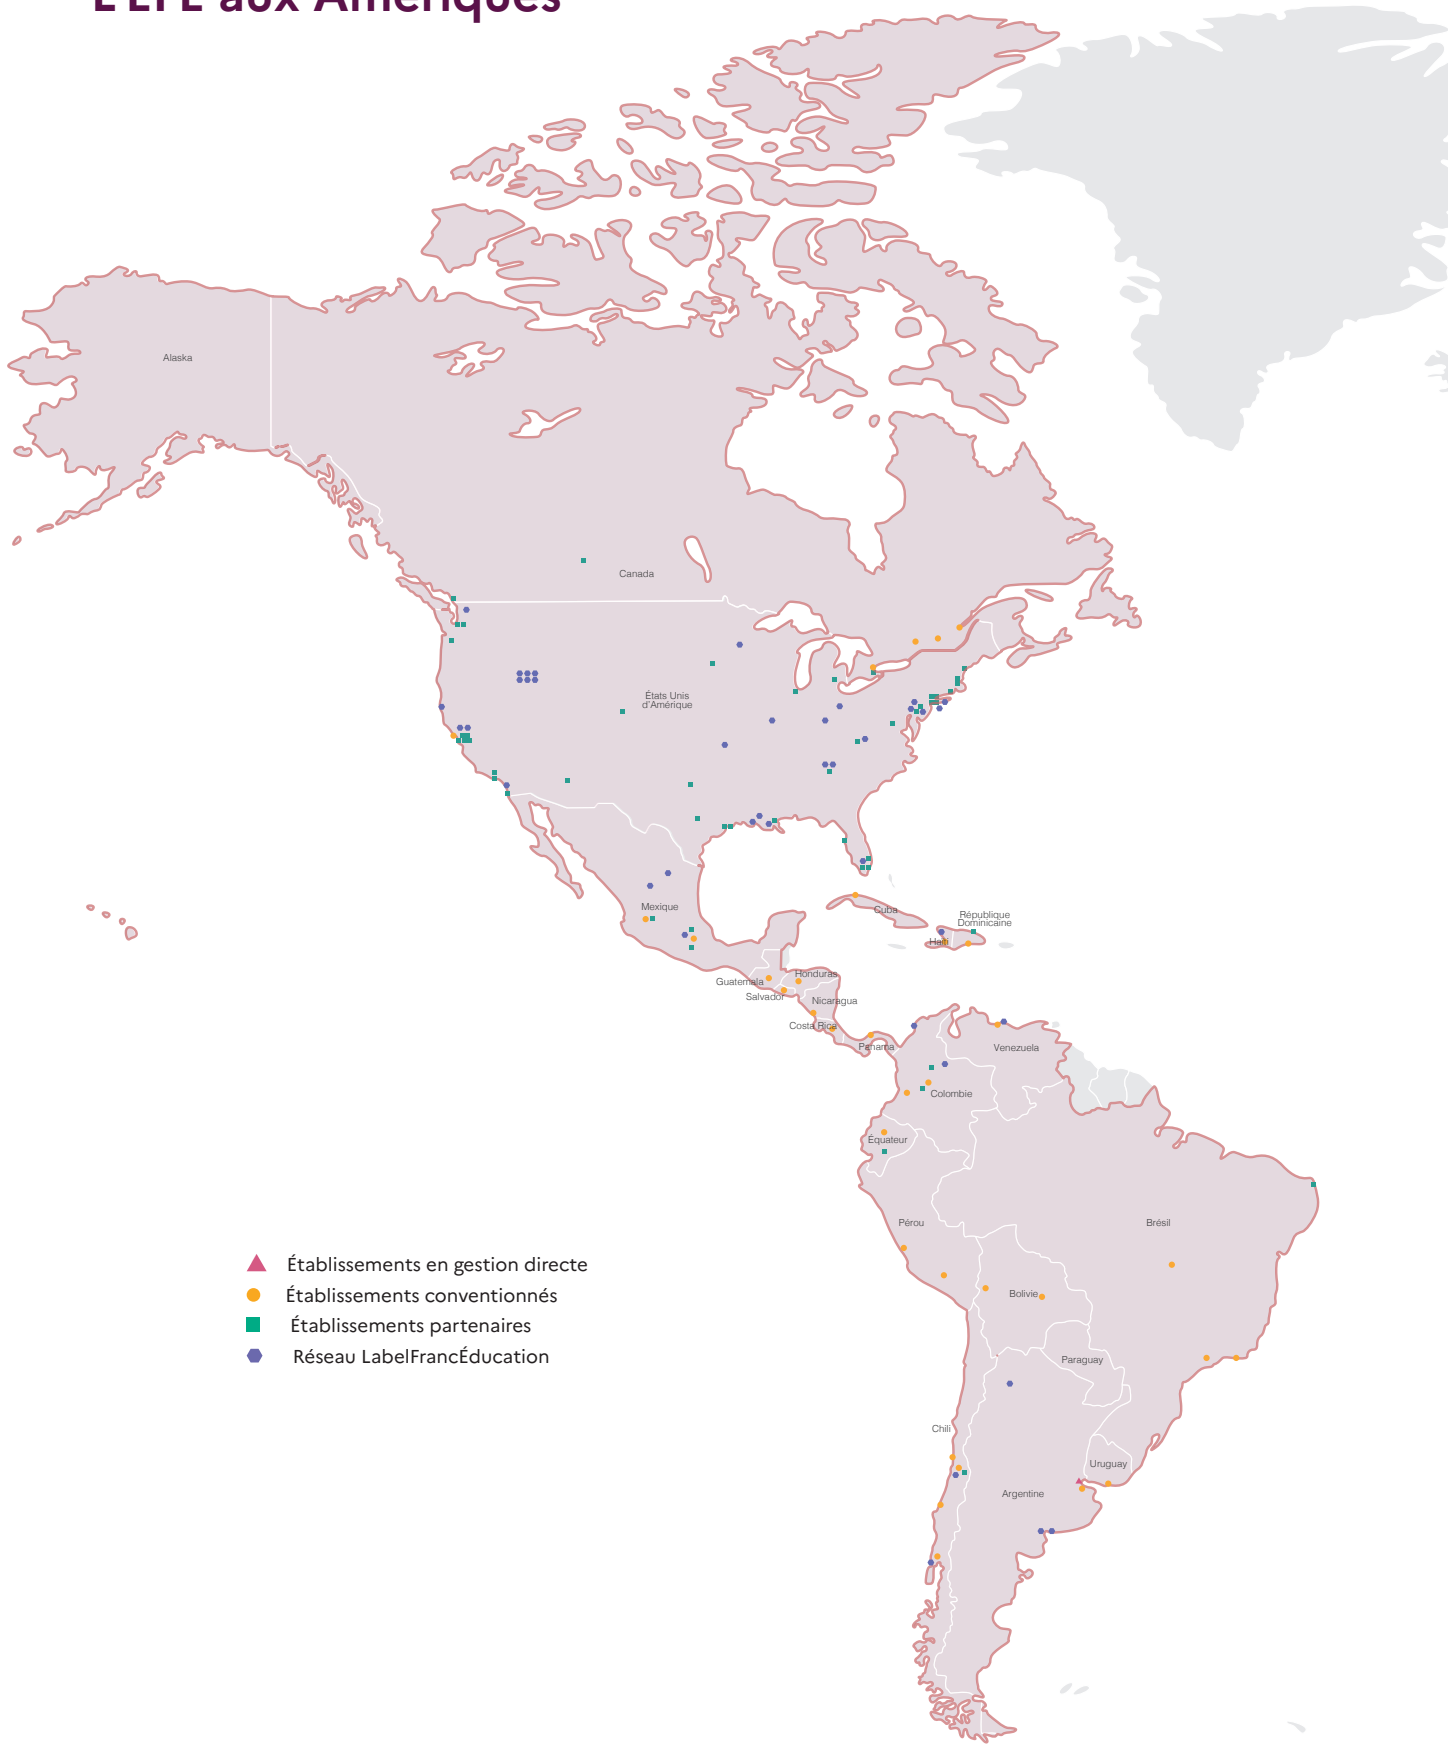 L'EFE aux Amériques
Alaska
Canada
États Unis
d'Amérique
Mexique
Cuba
République
Dominicaine
Haïti
Guatemala
Honduras
Salvador
Nicaragua
Costa Rica
Panama
Venezuela
Colombie
Équateur
Pérou
Brésil
Bolivie
Paraguay
Chili
Uruguay
Argentine
Établissements en gestion directe
Établissements conventionnés
Établissements partenaires
Réseau LabelFrancÉducation